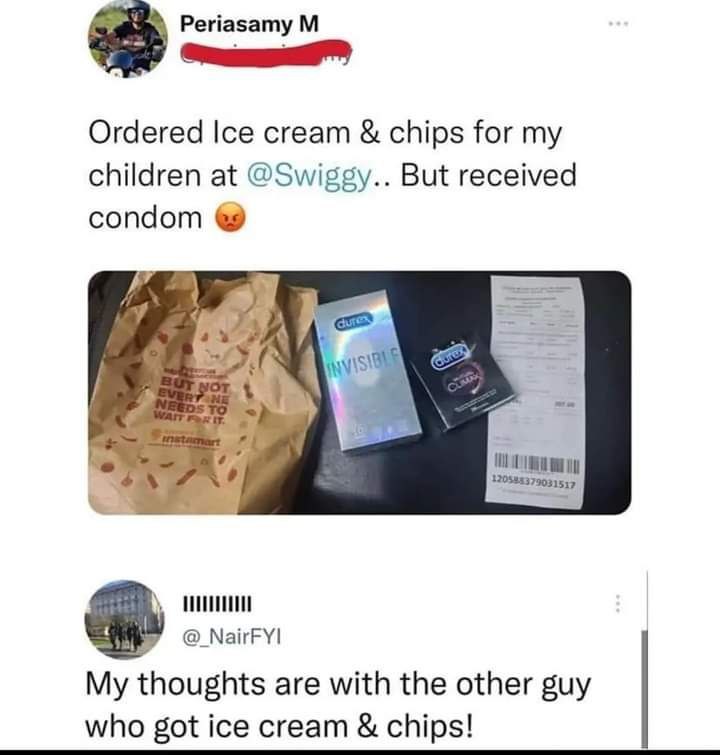 Periasamy M
Ordered Ice cream & chips for my
children at @Swiggy.. But received
condom 😡
BUT NOT
EVERYONE
NEEDS TO
WAIT FOR IT.
instamart
durex
INVISIBLE
durex
MUTUAL
CLIMAX
120588379031517
IIIIIIIIIII
@_NairFYI
My thoughts are with the other guy
who got ice cream & chips!